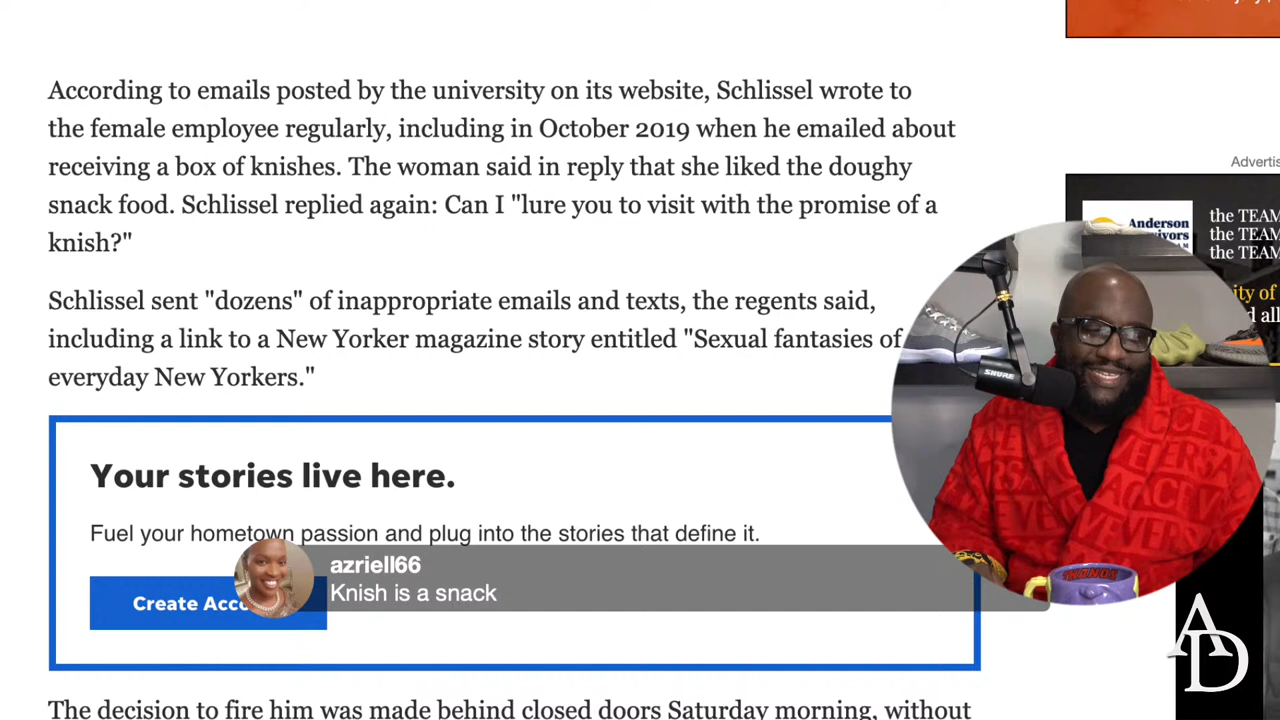 According to emails posted by the university on its website, Schlissel wrote to
the female employee regularly, including in October 2019 when he emailed about
receiving a box of knishes. The woman said in reply that she liked the doughy
snack food. Schlissel replied again: Can I "lure you to visit with the promise of a
knish?"
Schlissel sent "dozens" of inappropriate emails and texts, the regents said,
including a link to a New Yorker magazine story entitled "Sexual fantasies of
everyday New Yorkers."
Advertis
Anderson
the TEAM
the TEAM
the TEAM
ity of
d all
SHURE
Your stories live here.
Fuel your hometown passion and plug into the stories that define it.
azriell66
Knish is a snack
Create Acco
THANOS
AD
The decision to fire him was made behind closed doors Saturday morning, without